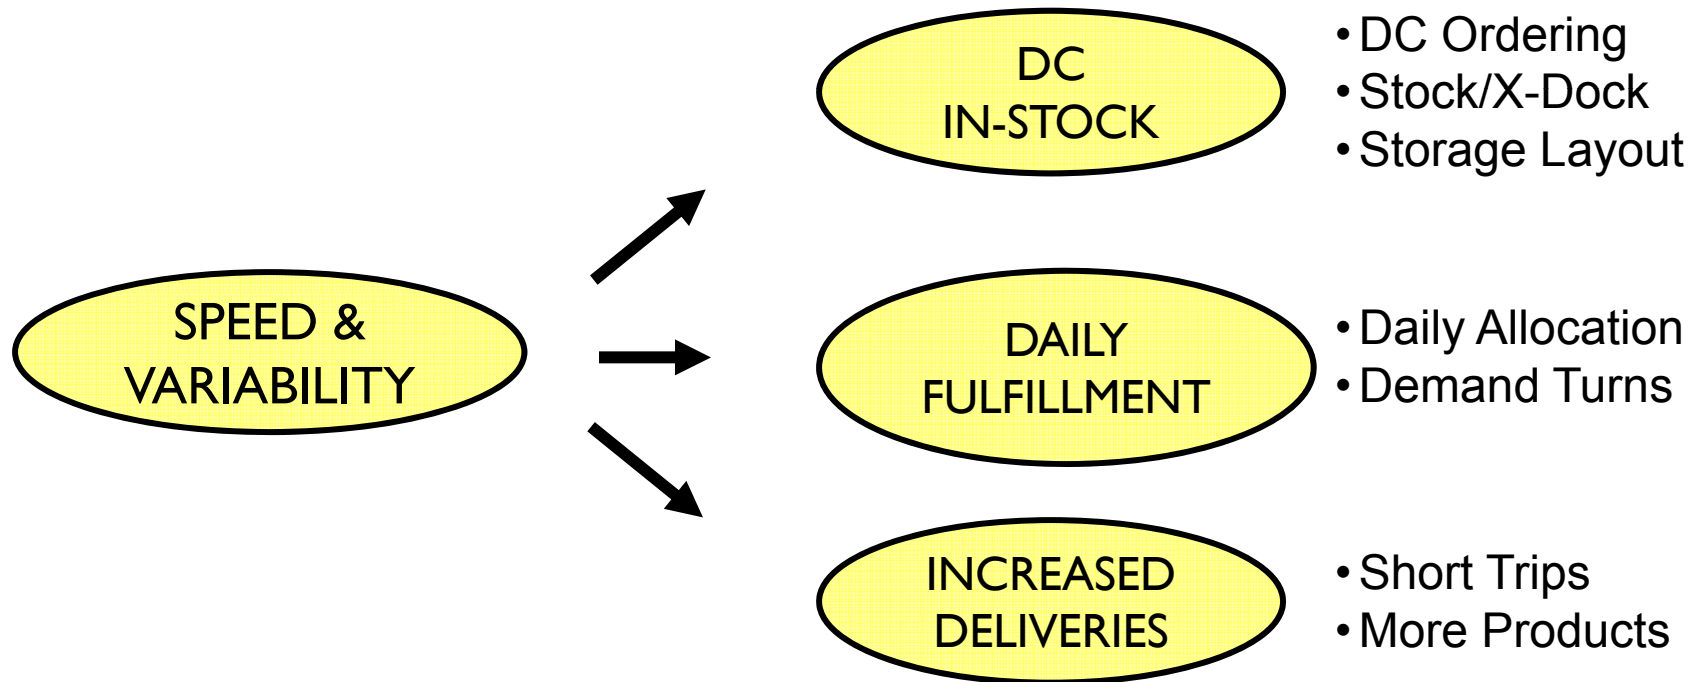 SPEED &
VARIABILITY
DC
IN-STOCK
• DC Ordering
• Stock/X-Dock
• Storage Layout
DAILY
FULFILLMENT
• Daily Allocation
• Demand Turns
INCREASED
DELIVERIES
• Short Trips
• More Products